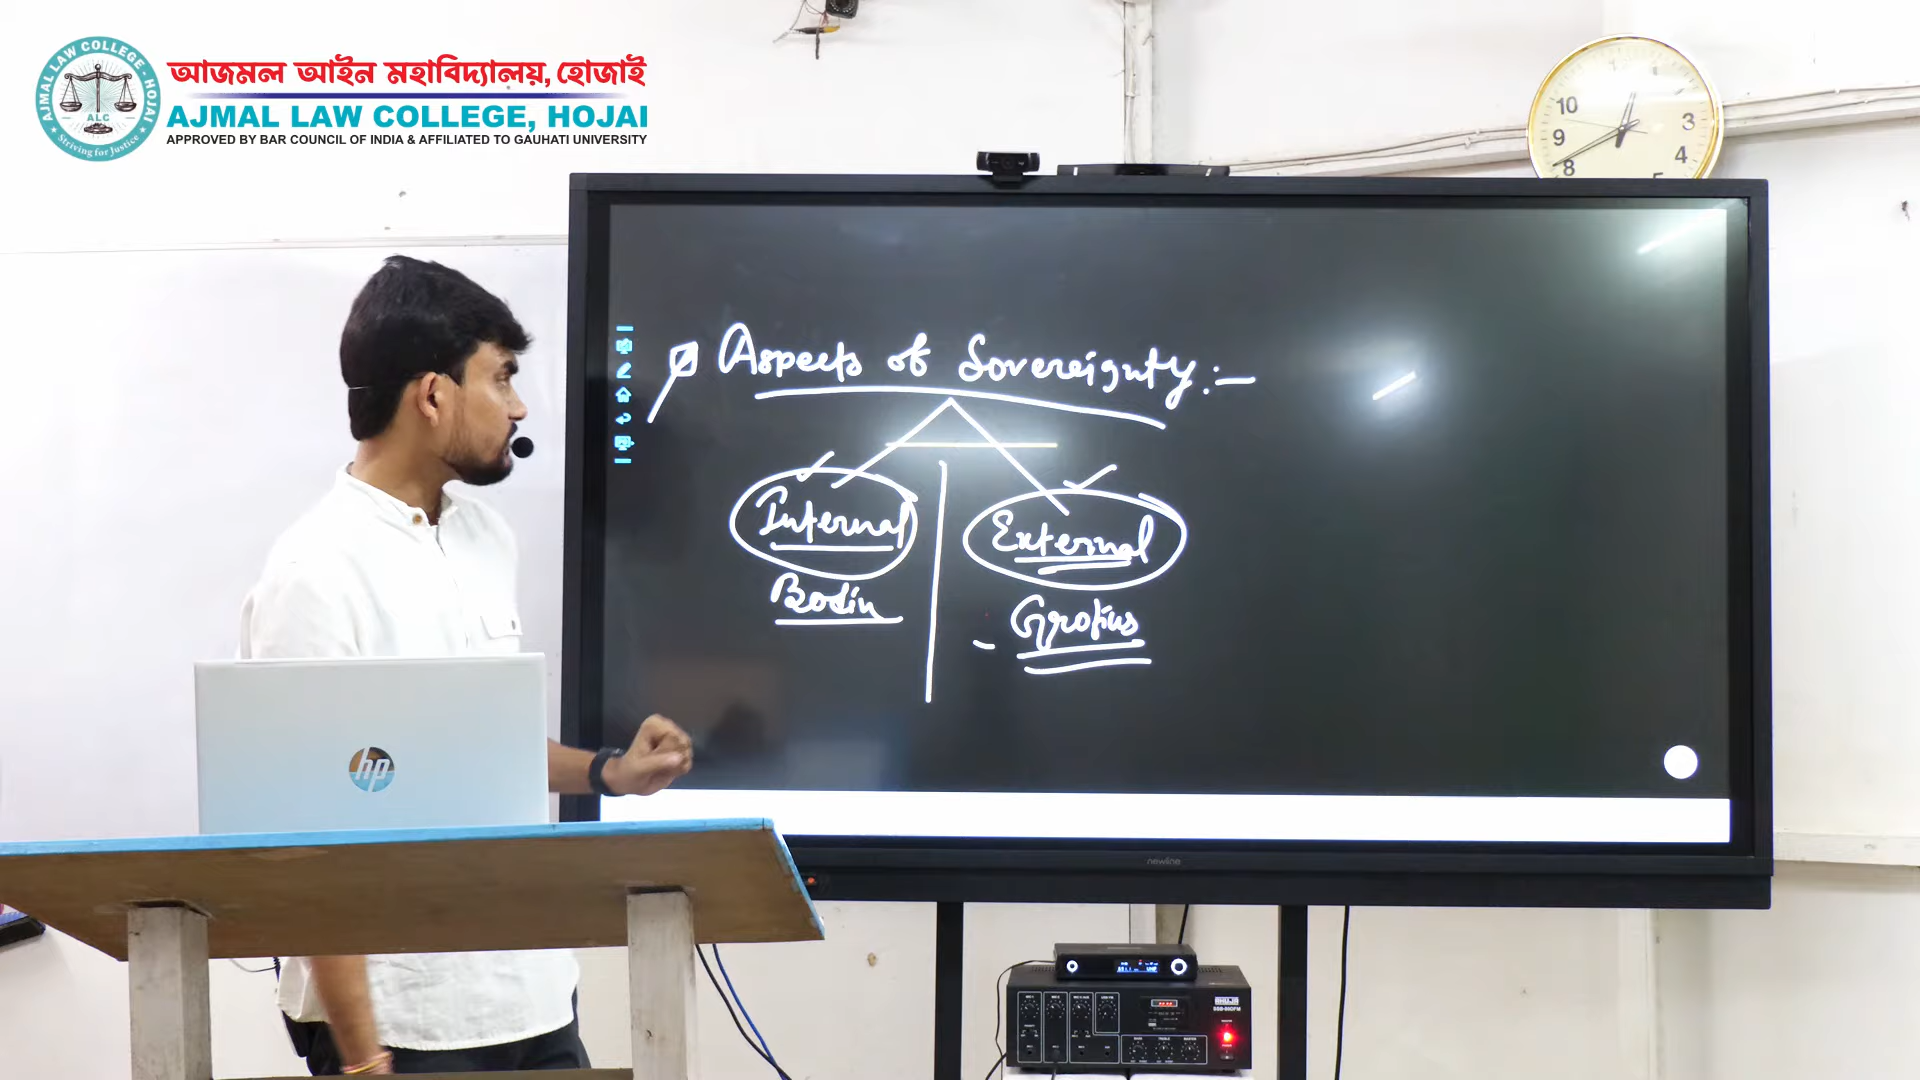 আজমল আইন মহাবিদ্যালয়, হোজাই
AJMAL LAW COLLEGE, HOJAI
APPROVED BY BAR COUNCIL OF INDIA & AFFILIATED TO GAUHATI UNIVERSITY
AJMAL LAW COLLEGE - HOJAI
ALC
Striving for Justice
10
9
8
3
4
5
Aspects of Sovereignty :-
Internal
External
Bodin
Grotius
hp
newline
AHUJA